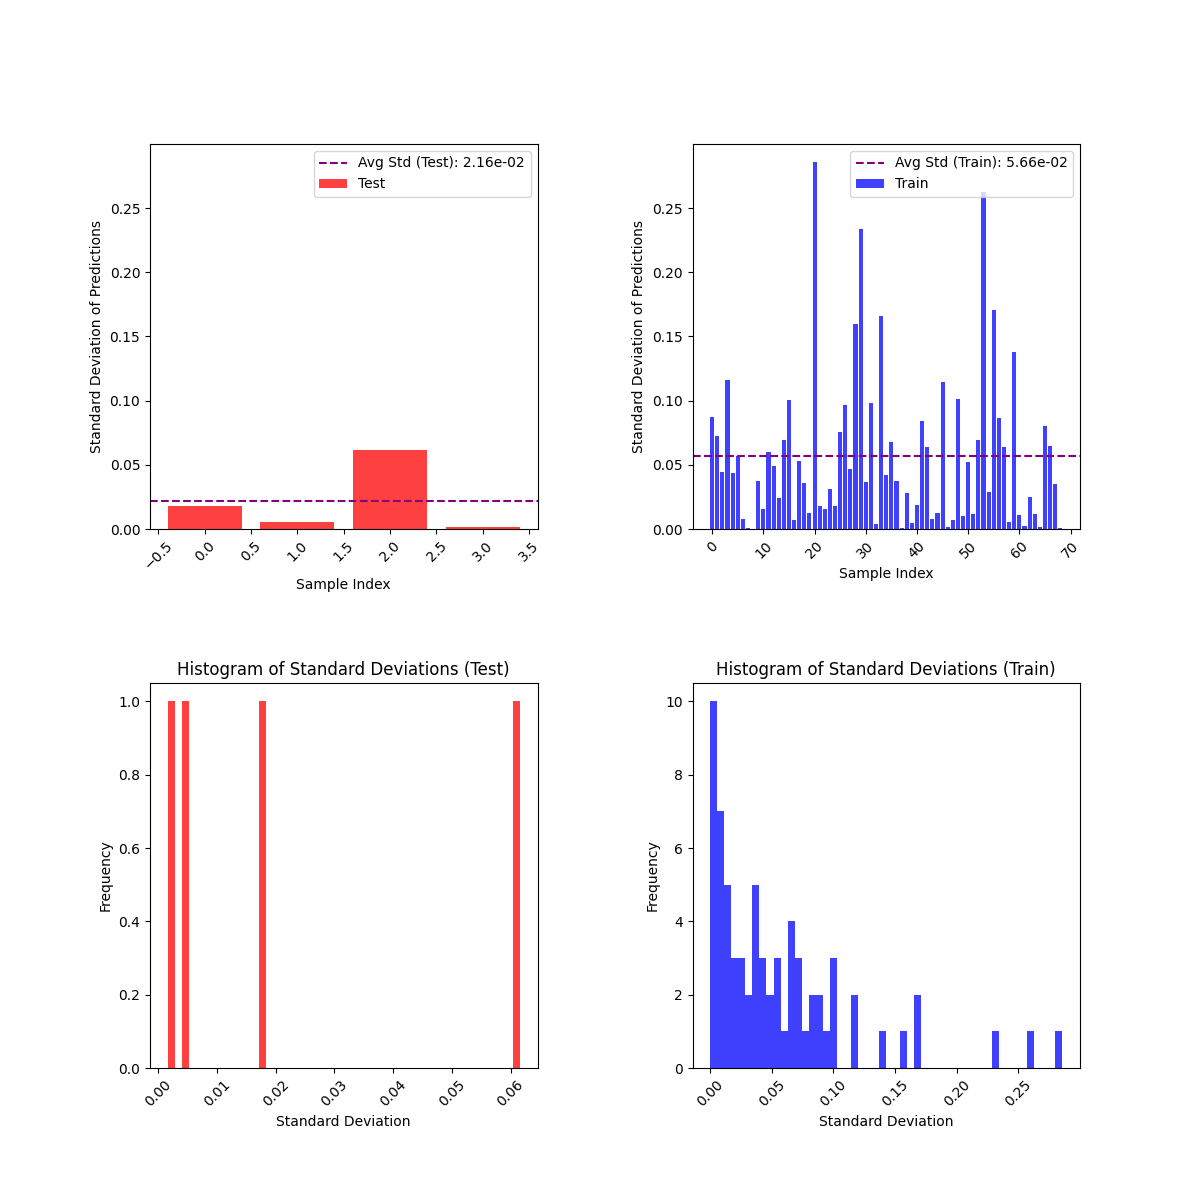 Avg Std (Test): 2.16e-02
Test
Standard Deviation of Predictions
0.25
0.20
0.15
0.10
0.05
0.00
−0.5 0.0 0.5 1.0 1.5 2.0 2.5 3.0 3.5
Sample Index
Avg Std (Train): 5.66e-02
Train
Standard Deviation of Predictions
0.25
0.20
0.15
0.10
0.05
0.00
0 10 20 30 40 50 60 70
Sample Index
Histogram of Standard Deviations (Test)
Frequency
1.0
0.8
0.6
0.4
0.2
0.0
0.00 0.01 0.02 0.03 0.04 0.05 0.06
Standard Deviation
Histogram of Standard Deviations (Train)
Frequency
10
8
6
4
2
0
0.00 0.05 0.10 0.15 0.20 0.25
Standard Deviation